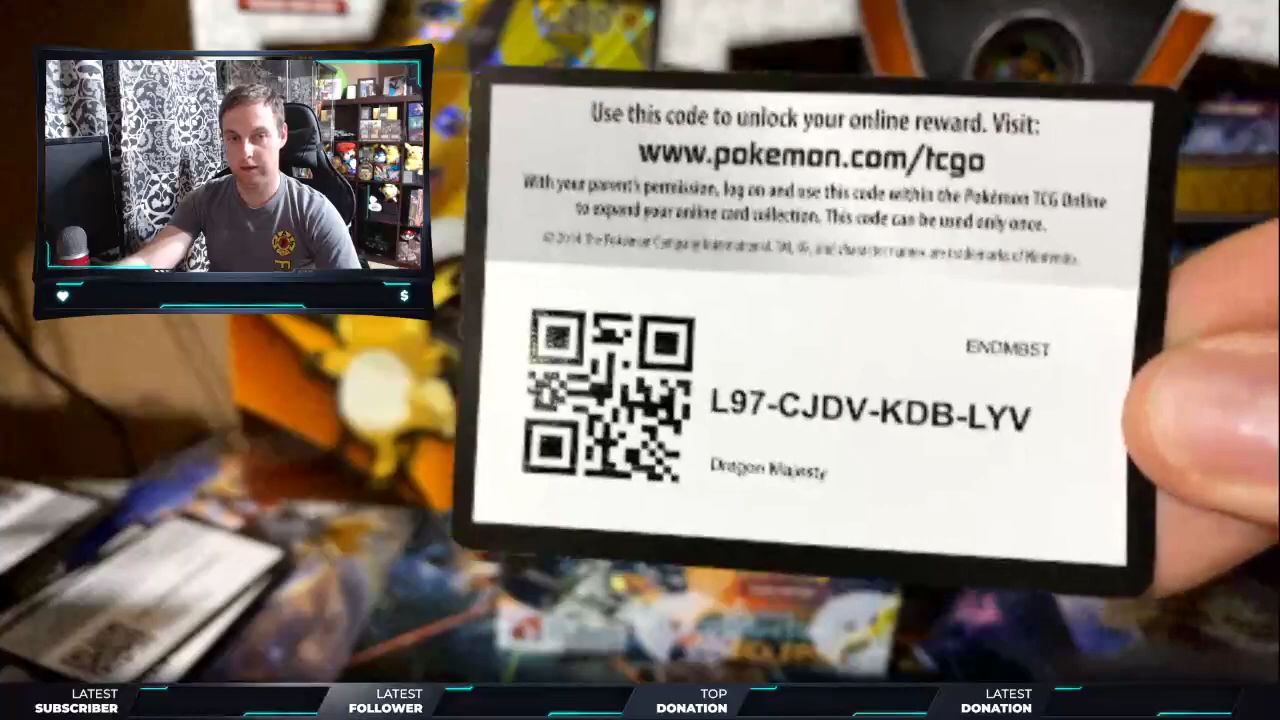 Use this code to unlock your online reward. Visit:
www.pokemon.com/tcgo
With your parent's permission, log on and use this code within the Pokémon TCG Online
to expand your online card collection. This code can be used only once.
ENDMBST
L97-CJDV-KDB-LYV
Dragon Majesty
$
LATEST
SUBSCRIBER
LATEST
FOLLOWER
TOP
DONATION
LATEST
DONATION